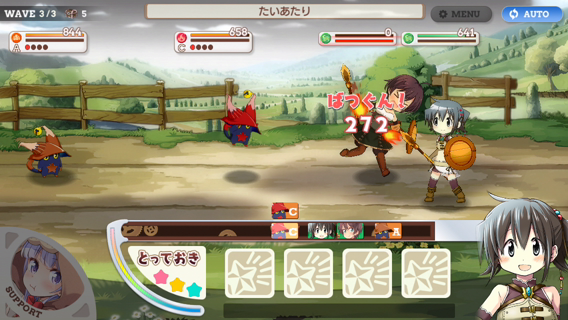 WAVE 3/3 5
たいあたり
MENU
AUTO
844
A
658
C
0
641
ばつぐん!
272
C
C
A
とっておき
SUPPORT